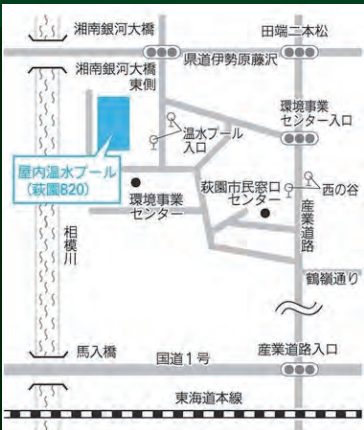 湘南銀河大橋
田端二本松
県道伊勢原藤沢
湘南銀河大橋
東側
環境事業
センター入口
温水プール
入口
屋内温水プール
(萩園820)
環境事業
センター
萩園市民窓口
センター
西の谷
産業道路
相模川
鶴嶺通り
馬入橋
国道1号
産業道路入口
東海道本線